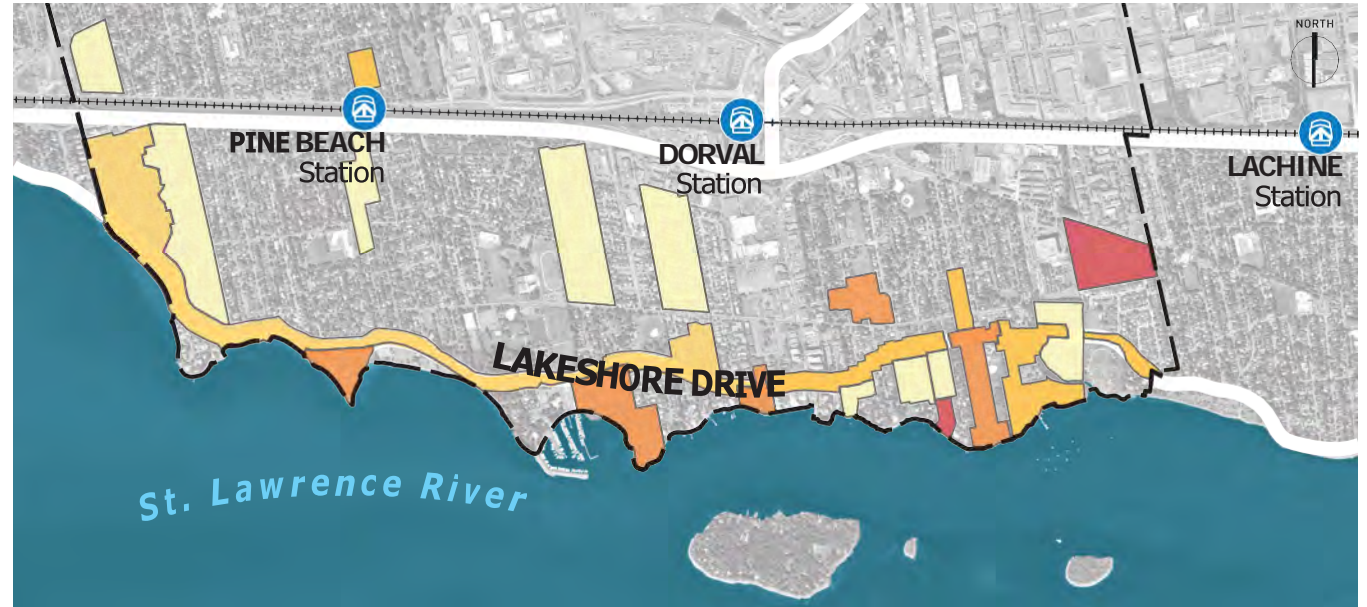 NORTH
PINE BEACH
Station
DORVAL
Station
LACHINE
Station
LAKESHORE DRIVE
St. Lawrence River